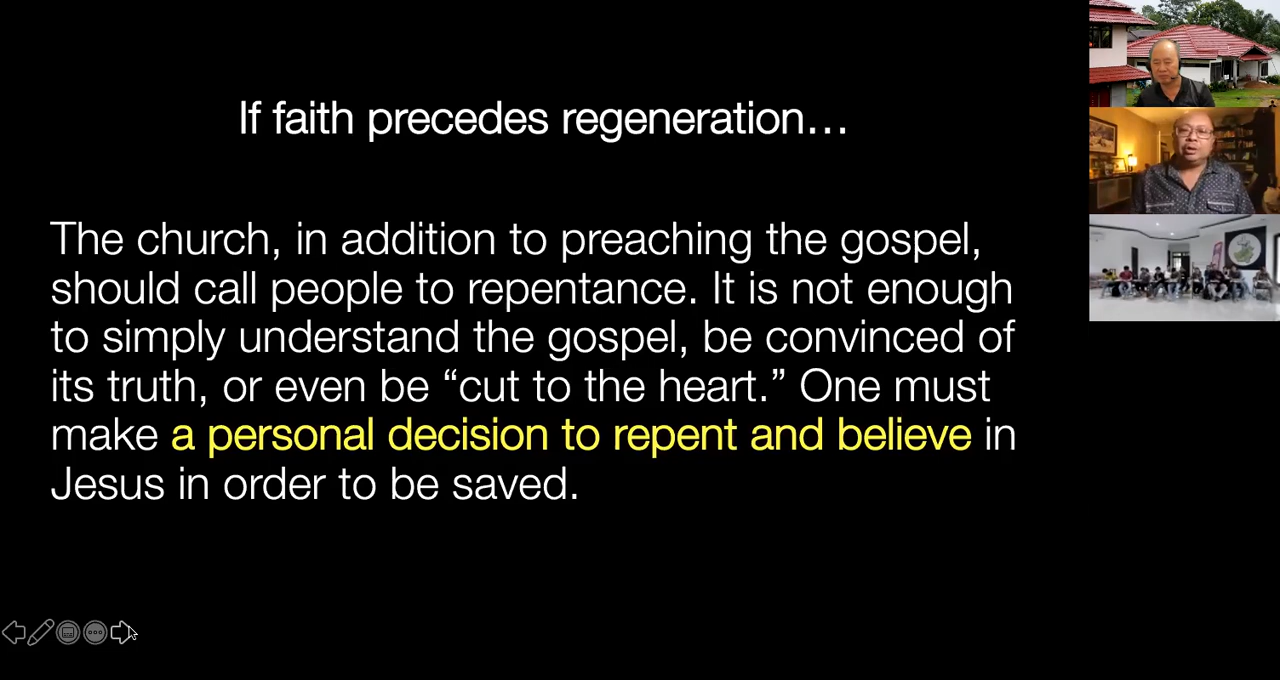 If faith precedes regeneration…
The church, in addition to preaching the gospel,
should call people to repentance. It is not enough
to simply understand the gospel, be convinced of
its truth, or even be “cut to the heart.” One must
make a personal decision to repent and believe in
Jesus in order to be saved.